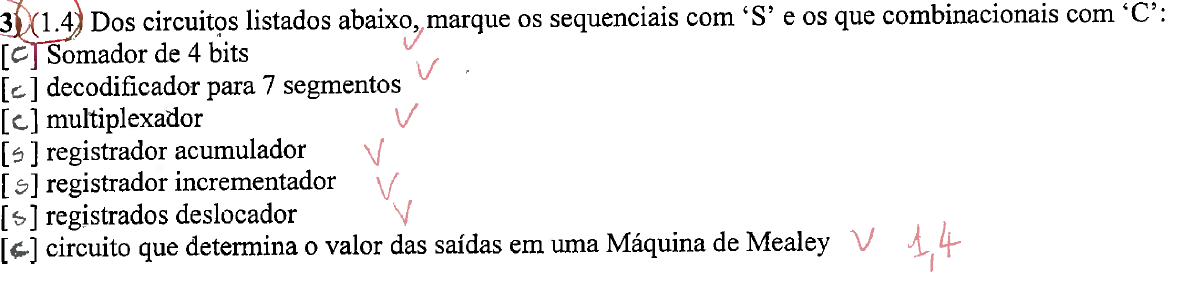 3) (1.4) Dos circuitos listados abaixo, marque os sequenciais com ‘S’ e os que combinacionais com ‘C’:
[C] Somador de 4 bits
[c] decodificador para 7 segmentos
[C] multiplexador
[s] registrador acumulador
[s] registrador incrementador
[s] registrados deslocador
[C] circuito que determina o valor das saídas em uma Máquina de Mealey 1,4